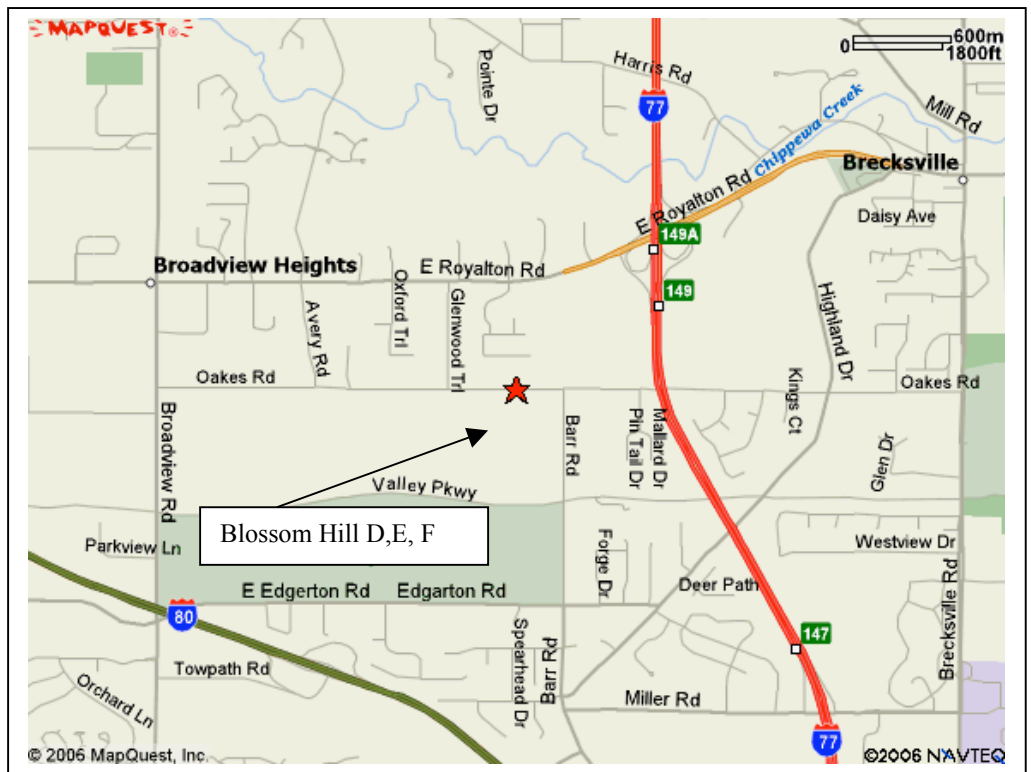 MAPQUEST®
600m
0
1800ft
Pointe Dr
Harris Rd
77
Mill Rd
Chippewa Creek
Brecksville
E Royalton Rd
Daisy Ave
149A
Broadview Heights
E Royalton Rd
149
Oxford Trl
Glenwood Trl
Avery Rd
Highland Dr
Oakes Rd
Kings Ct
Oakes Rd
Broadview Rd
Barr Rd
Pin Tail Dr
Mallard Dr
Glen Dr
Valley Pkwy
Blossom Hill D,E, F
Parkview Ln
Forge Dr
Westview Dr
Deer Path
E Edgerton Rd
Edgarton Rd
80
Brecksville Rd
147
Spearhead Dr
Barr Rd
Towpath Rd
Orchard Ln
Miller Rd
77
© 2006 MapQuest, Inc.
©2006 NAVTEQ